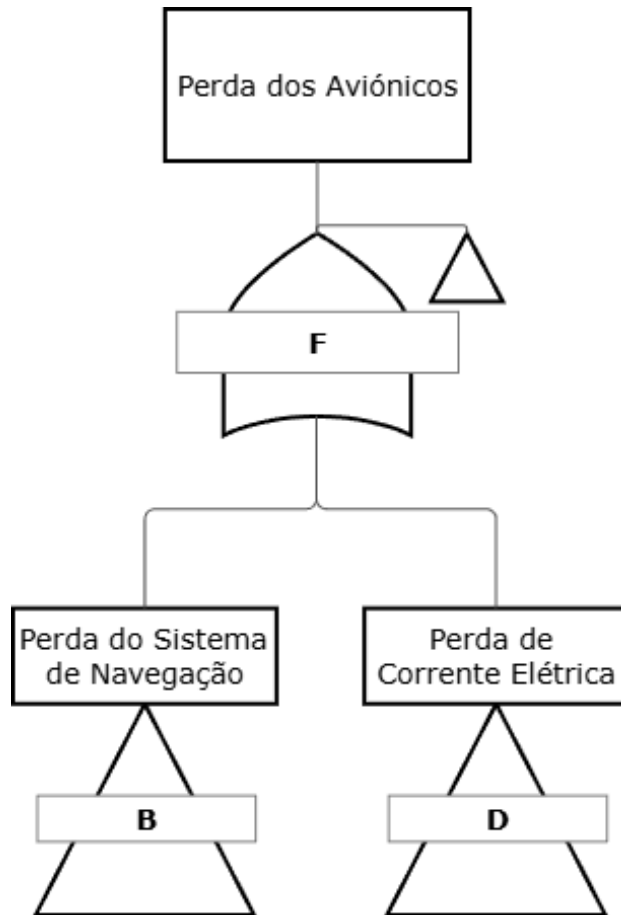 Perda dos Aviónicos
F
Perda do Sistema
de Navegação
Perda de
Corrente Elétrica
B
D